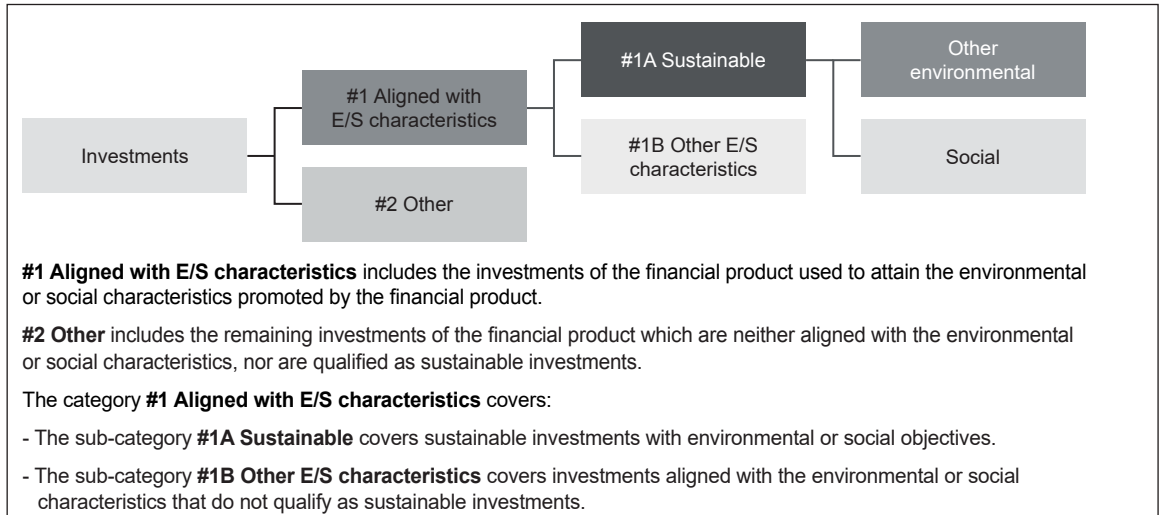 #1A Sustainable
Other
environmental
#1 Aligned with
E/S characteristics
Investments
#1B Other E/S
characteristics
Social
#2 Other
#1 Aligned with E/S characteristics includes the investments of the financial product used to attain the environmental
or social characteristics promoted by the financial product.
#2 Other includes the remaining investments of the financial product which are neither aligned with the environmental
or social characteristics, nor are qualified as sustainable investments.
The category #1 Aligned with E/S characteristics covers:
- The sub-category #1A Sustainable covers sustainable investments with environmental or social objectives.
- The sub-category #1B Other E/S characteristics covers investments aligned with the environmental or social
characteristics that do not qualify as sustainable investments.